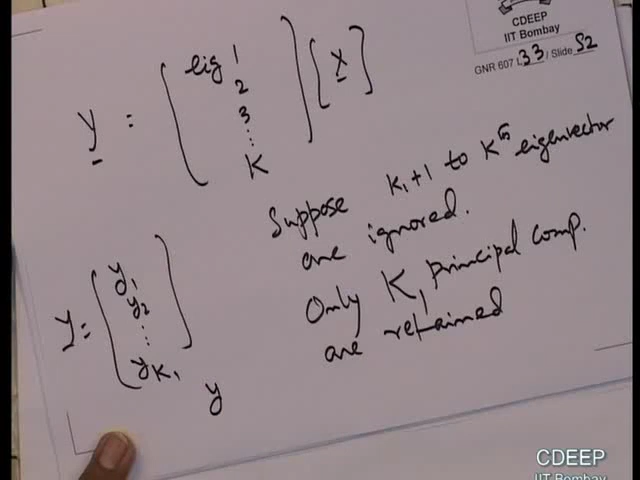 CDEEP
IIT Bombay
GNR 607 L33 / Slide S2
y = ( eig 1 ) [ x ]
2
3
:
K
Suppose K₁+1 to Kth eigenvector
are ignored.
Only K₁ principal comp.
are retained
y = ( y₁ )
y₂
:
yK₁
y
CDEEP
IIT Bombay